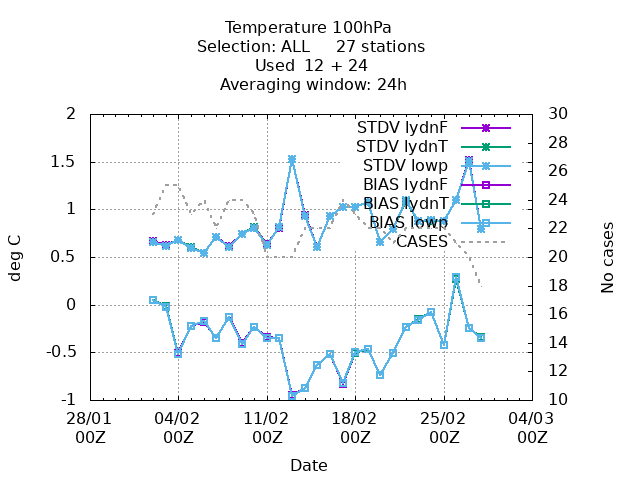 Temperature 100hPa
Selection: ALL     27 stations
Used  12 + 24
Averaging window: 24h
2
1.5
1
0.5
0
-0.5
-1
deg C
30
28
26
24
22
20
18
16
14
12
10
No cases
STDV lydnF
STDV lydnT
STDV lowp
BIAS lydnF
BIAS lydnT
BIAS lowp
CASES
28/01 04/02 11/02 18/02 25/02 04/03
00Z 00Z 00Z 00Z 00Z 00Z
Date